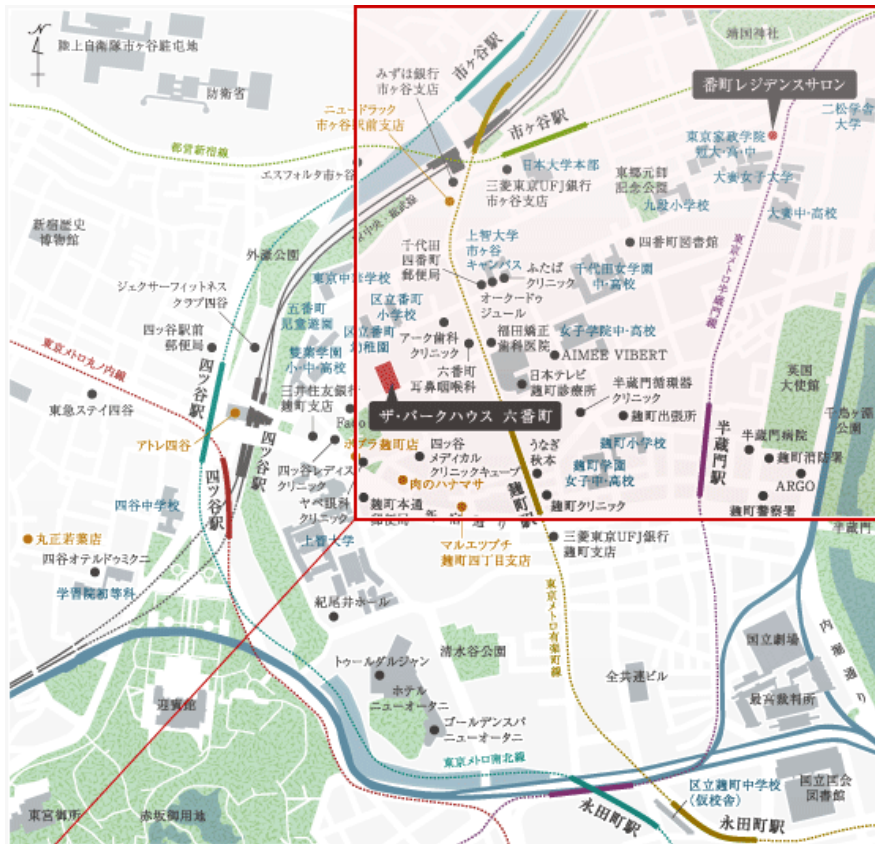 陸上自衛隊市ヶ谷駐屯地
防衛省
市ヶ谷駅
靖国神社
みずほ銀行
市ヶ谷支店
番町レジデンスサロン
ニュードラック
市ヶ谷駅前支店
市ヶ谷駅
二松学舎
大学
東京家政学院
短大・高・中
都営新宿線
エスフォルタ市ヶ谷
日本大学本部
三菱東京UFJ銀行
市ヶ谷支店
東郷元帥
記念公園
大妻女子大学
九段小学校
大妻中・高校
新宿歴史
博物館
外濠公園
千代田
四番町
郵便局
上智大学
市ヶ谷
キャンパス
四番町図書館
東京メトロ半蔵門線
東京中華学校
ふたば
クリニック
千代田女学園
中・高校
ジェクサーフィットネス
クラブ四谷
五番町
児童遊園
区立番町
小学校
オークードゥ
ジュール
四ッ谷駅前
郵便局
区立番町
幼稚園
アーク歯科
クリニック
福田矯正
歯科医院
女子学院中・高校
東京メトロ丸ノ内線
雙葉学園
小・中・高校
六番町
耳鼻咽喉科
AIMEE VIBERT
英国
大使館
四ツ谷駅
三井住友銀行
麹町支店
日本テレビ
麹町診療所
半蔵門循環器
クリニック
東急ステイ四谷
ザ・パークハウス 六番町
麹町出張所
千鳥ヶ淵
公園
アトレ四谷
四ツ谷駅
ポプラ麹町店
四ッ谷
メディカル
クリニックキューブ
うなぎ
秋本
麹町小学校
半蔵門駅
半蔵門病院
四ッ谷レディス
クリニック
肉のハナマサ
麹町駅
麹町学園
女子中・高校
麹町消防署
ARGO
四ツ谷駅
四谷中学校
ヤベ眼科
クリニック
麹町本通
郵便局
麹町クリニック
麹町警察署
丸正若葉店
上智大学
マルエツプチ
麹町四丁目支店
三菱東京UFJ銀行
麹町支店
半蔵門
四谷オテルドゥミクニ
学習院初等科
紀尾井ホール
東京メトロ有楽町線
清水谷公園
国立劇場
内堀通り
トゥールダルジャン
全共連ビル
迎賓館
ホテル
ニューオータニ
最高裁判所
ゴールデンスパ
ニューオータニ
東京メトロ南北線
東宮御所
赤坂御用地
永田町駅
区立麹町中学校
（仮校舎）
国立国会
図書館
永田町駅